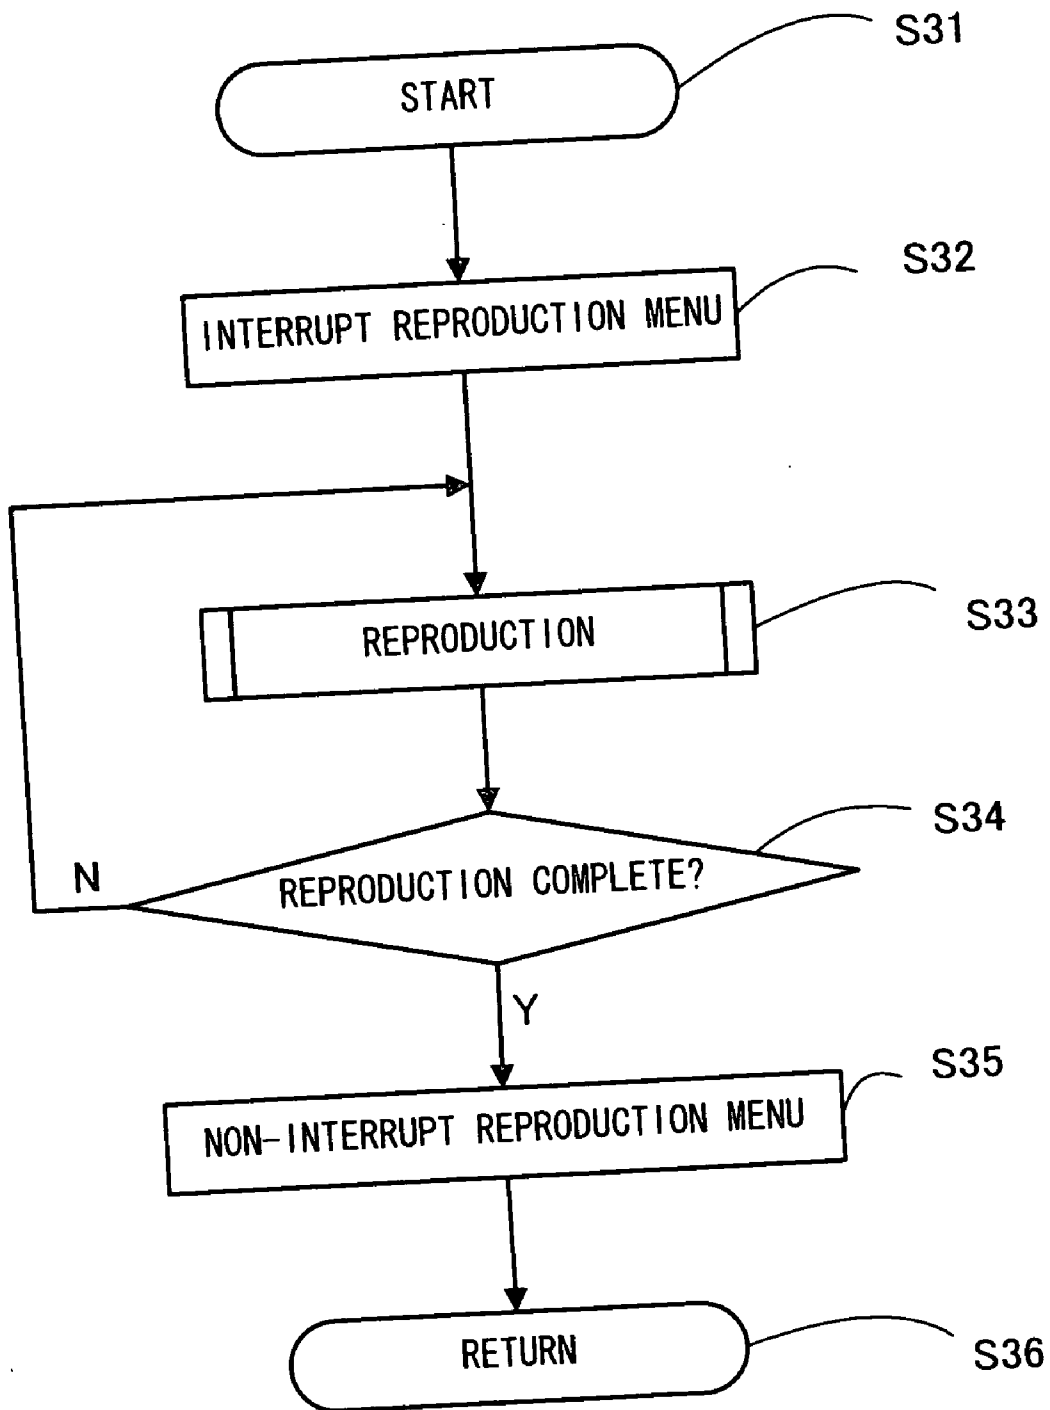 S31
START
S32
INTERRUPT REPRODUCTION MENU
S33
REPRODUCTION
S34
REPRODUCTION COMPLETE?
N
Y
S35
NON-INTERRUPT REPRODUCTION MENU
RETURN
S36